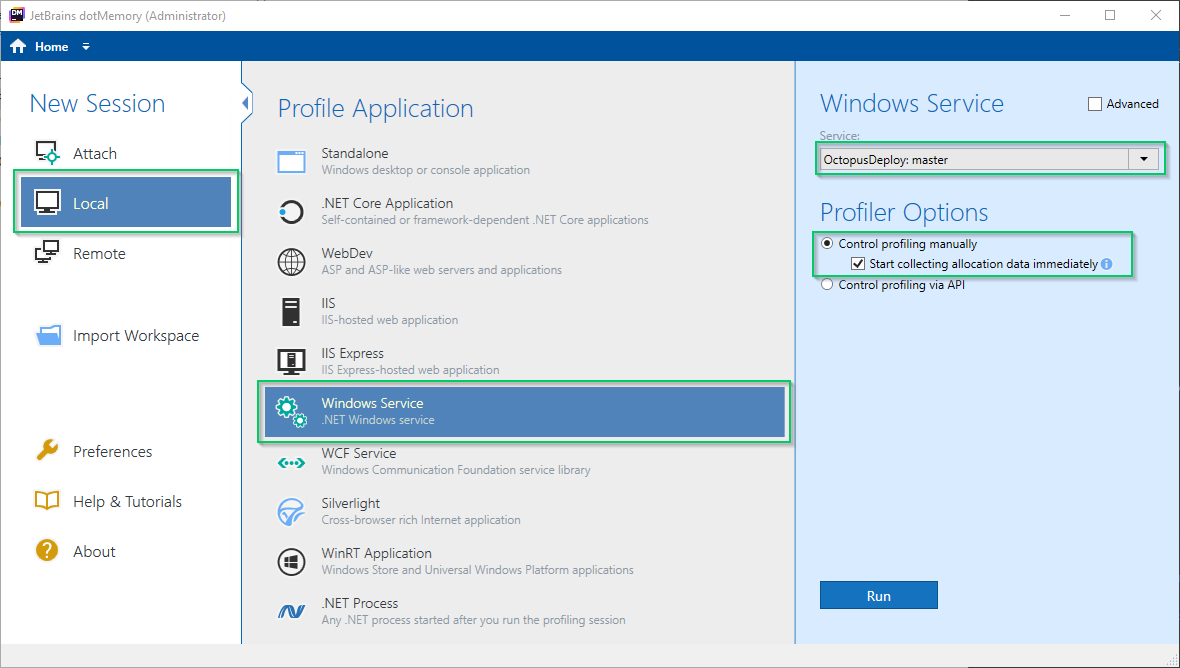 DM
JetBrains dotMemory (Administrator)
Home
New Session
Attach
Local
Remote
Import Workspace
Preferences
Help & Tutorials
?
About
Profile Application
Standalone
Windows desktop or console application
.NET Core Application
Self-contained or framework-dependent .NET Core applications
WebDev
ASP and ASP-like web servers and applications
IIS
IIS-hosted web application
IIS Express
IIS Express-hosted web application
Windows Service
.NET Windows service
WCF Service
Windows Communication Foundation service library
Silverlight
Cross-browser rich Internet application
WinRT Application
Windows Store and Universal Windows Platform applications
.NET Process
Any .NET process started after you run the profiling session
Windows Service
Advanced
Service:
OctopusDeploy: master
Profiler Options
Control profiling manually
Start collecting allocation data immediately
Control profiling via API
Run